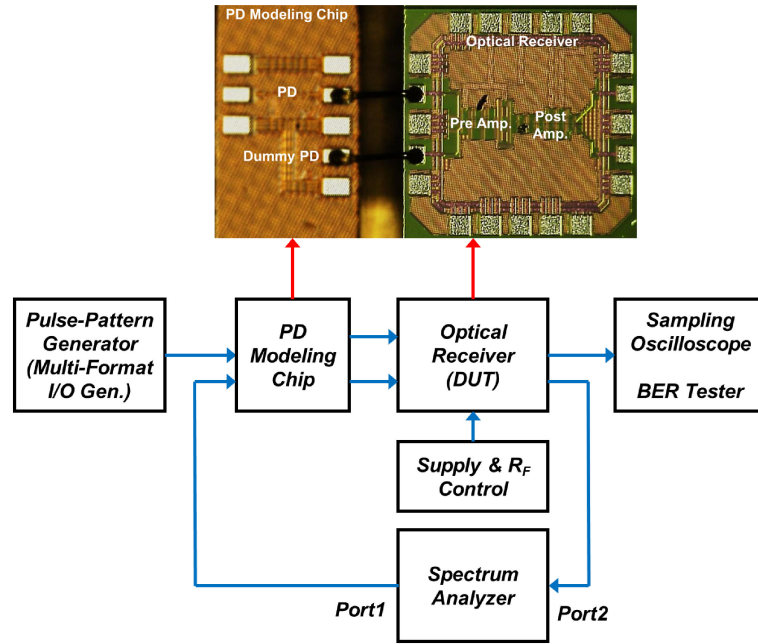 PD Modeling Chip
Optical Receiver
PD
Pre Amp.
Post
Amp.
Dummy PD
Pulse-Pattern
Generator
(Multi-Format
I/O Gen.)
PD
Modeling
Chip
Optical
Receiver
(DUT)
Sampling
Oscilloscope
BER Tester
Supply & RF
Control
Spectrum
Analyzer
Port1
Port2